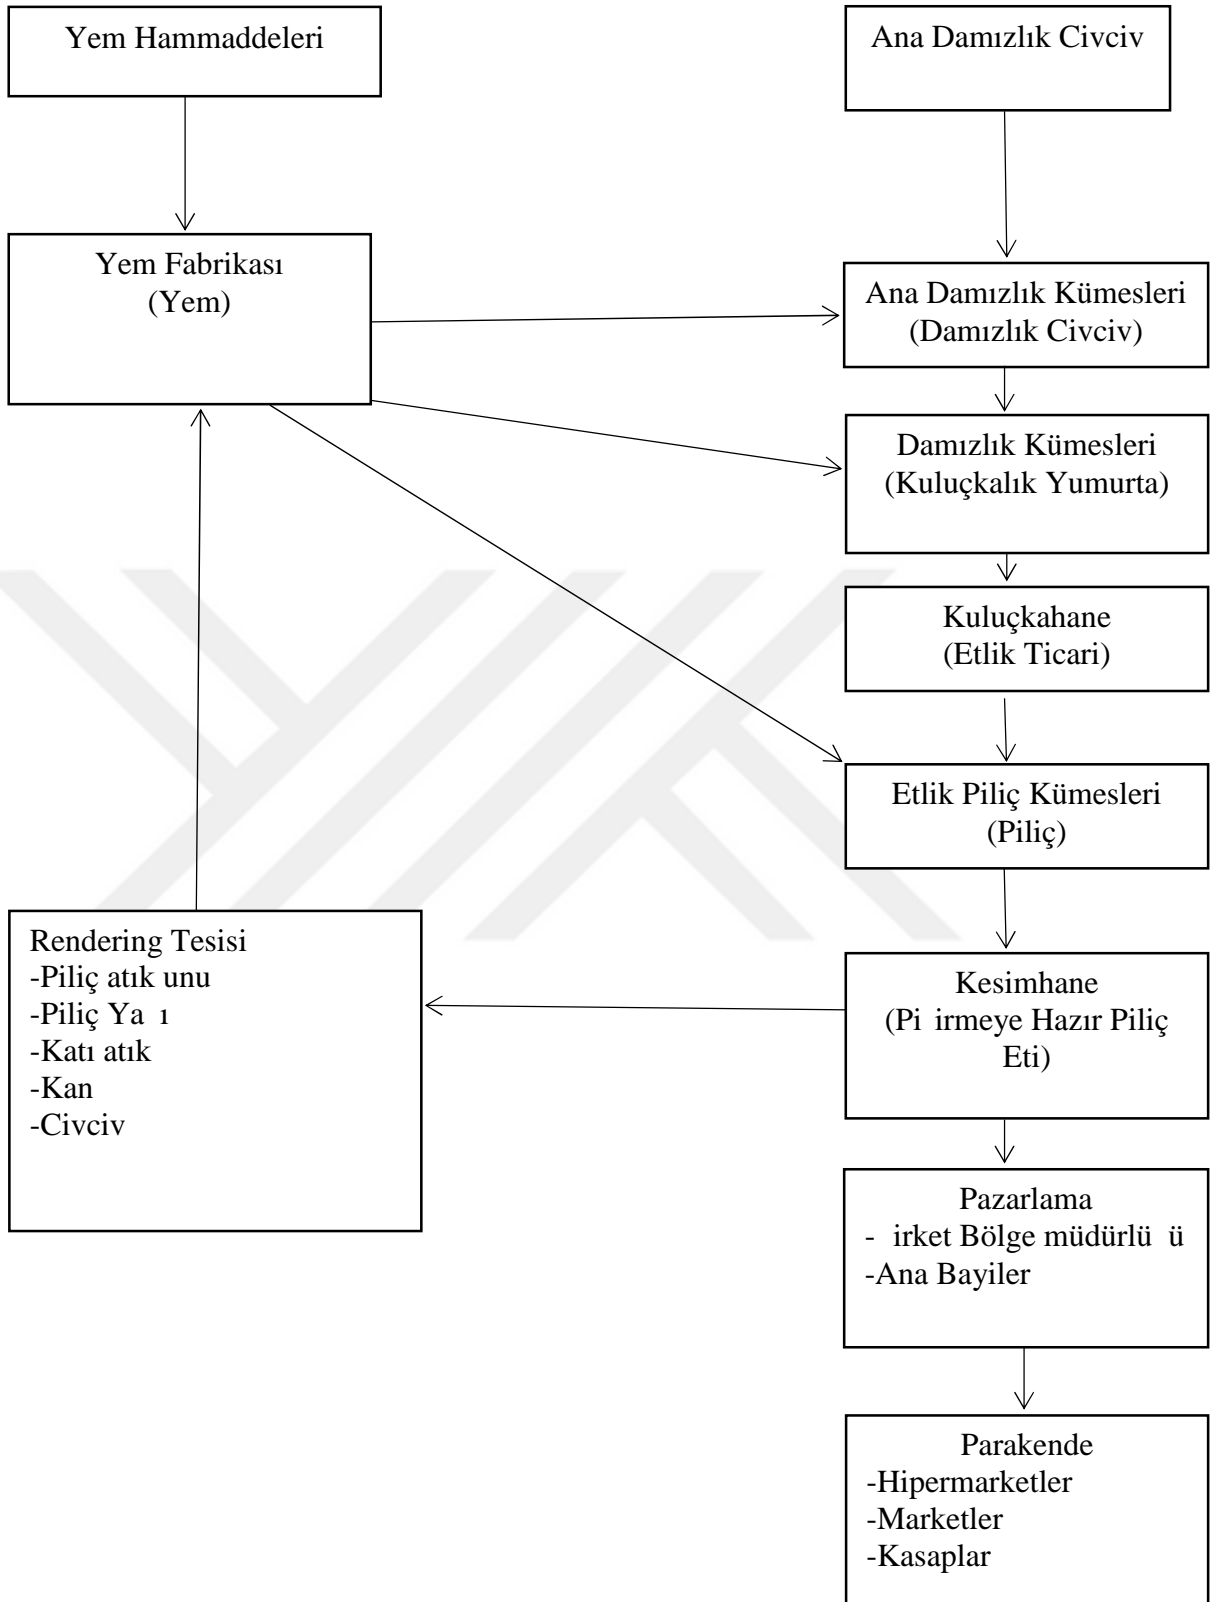 Yem Hammaddeleri
Ana Damızlık Civciv
Yem Fabrikası
(Yem)
Ana Damızlık Kümesleri
(Damızlık Civciv)
Damızlık Kümesleri
(Kuluçkalık Yumurta)
Kuluçkahane
(Etlik Ticari)
Etlik Piliç Kümesleri
(Piliç)
Rendering Tesisi
-Piliç atık unu
-Piliç Ya ı
-Katı atık
-Kan
-Civciv
Kesimhane
(Pi irmeye Hazır Piliç
Eti)
Pazarlama
- irket Bölge müdürlü ü
-Ana Bayiler
Parakende
-Hipermarketler
-Marketler
-Kasaplar